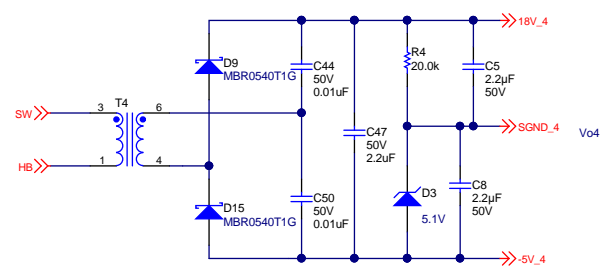 18V_4
D9
MBR0540T1G
C44
50V
0.01uF
R4
20.0k
C5
2.2µF
50V
T4
SW
3
6
SGND_4
Vo4
C47
50V
2.2uF
HB
1
4
D15
MBR0540T1G
C50
50V
0.01uF
D3
5.1V
C8
2.2µF
50V
-5V_4